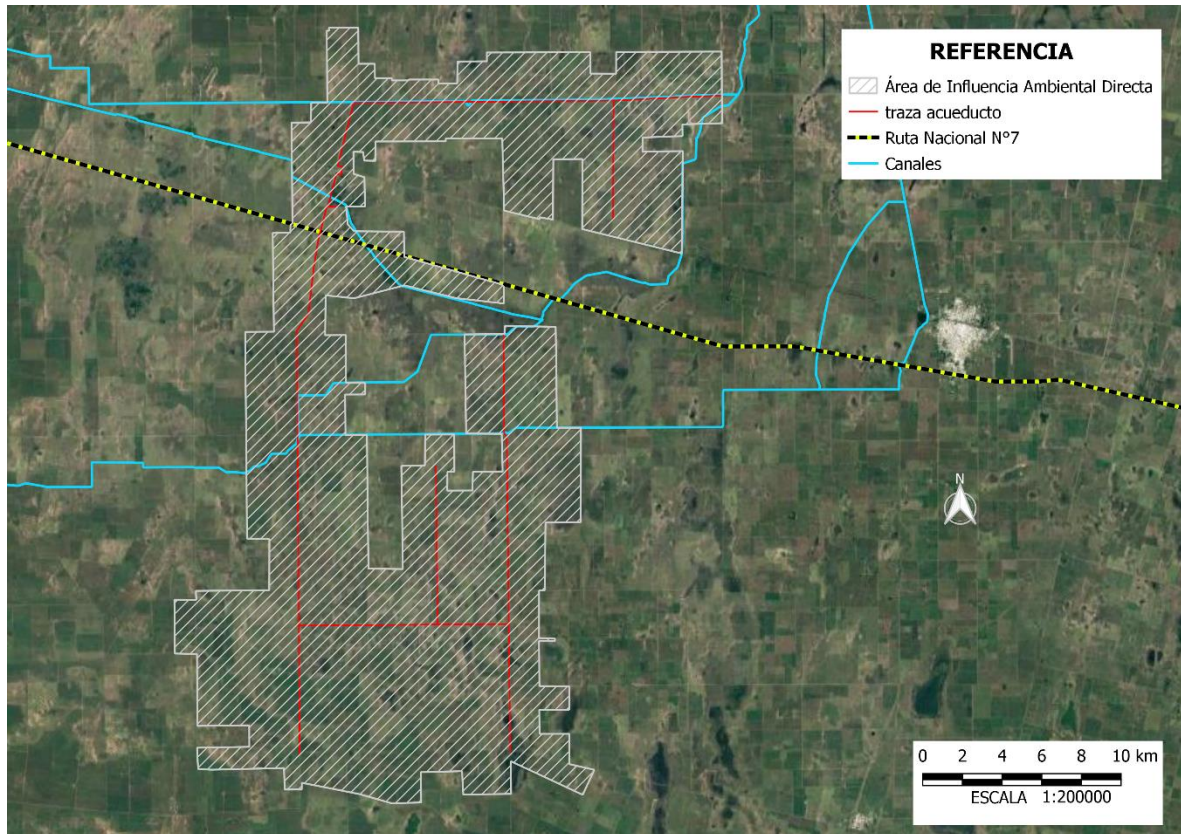 REFERENCIA
Área de Influencia Ambiental Directa
traza acueducto
Ruta Nacional N°7
Canales
N
0 2 4 6 8 10 km
ESCALA 1:200000